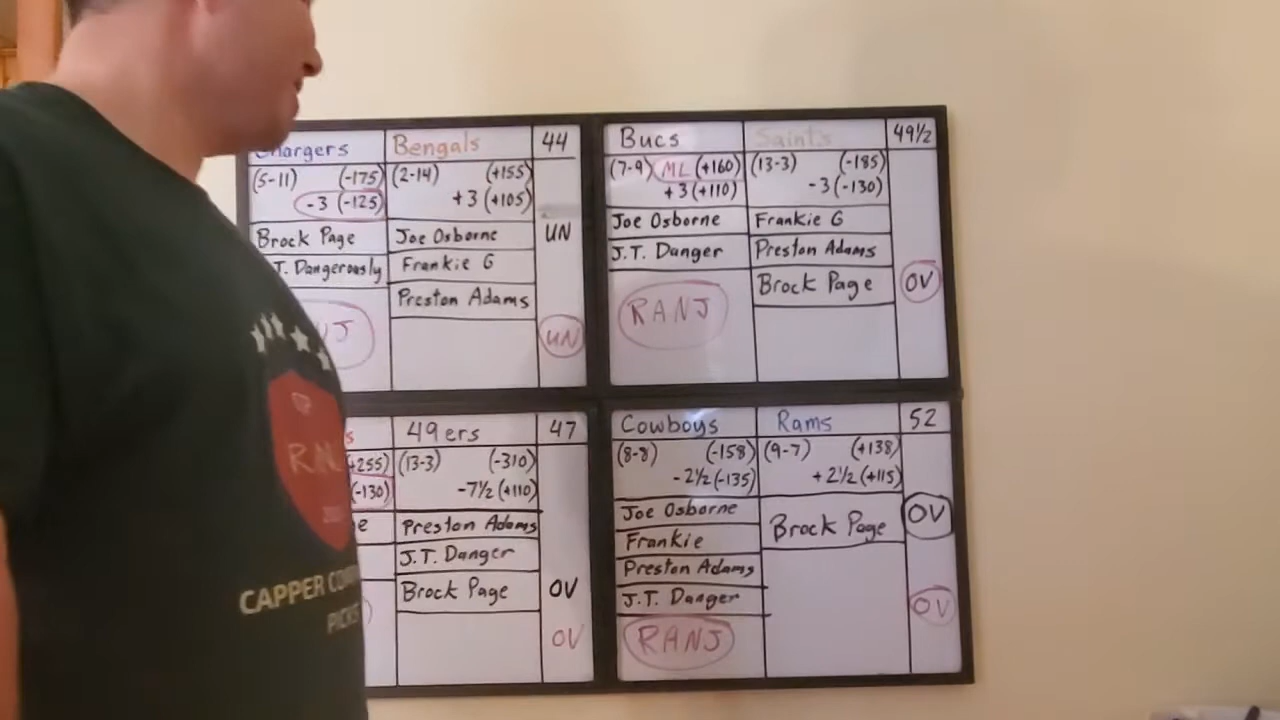 Chargers Bengals 44
(5-11) (-175) (2-14) (+155)
-3 (-125) +3 (+105)
Brock Page Joe Osborne UN
T. Dangerously Frankie G
Preston Adams
UN
Bucs Saints 49½
(7-9) ML (+160) (13-3) (-185)
+3 (+110) -3 (-130)
Joe Osborne Frankie G
J.T. Danger Preston Adams
Brock Page OV
RANJ
49ers 47
+255) (13-3) (-310)
(-130) -7½ (+110)
Preston Adams
J.T. Danger
Brock Page OV
OV
Cowboys Rams 52
(8-8) (-158) (9-7) (+138)
-2½ (-135) +2½ (+115)
Joe Osborne Brock Page OV
Frankie
Preston Adams
J.T. Danger OV
RANJ
CAPPER